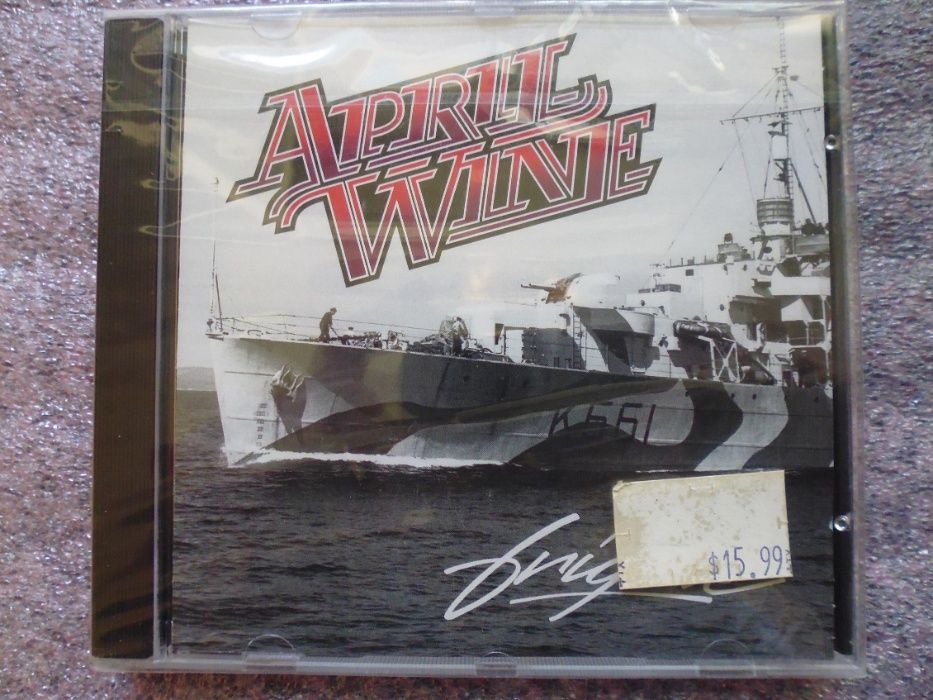 APRIL
WINE
K661
$15.99